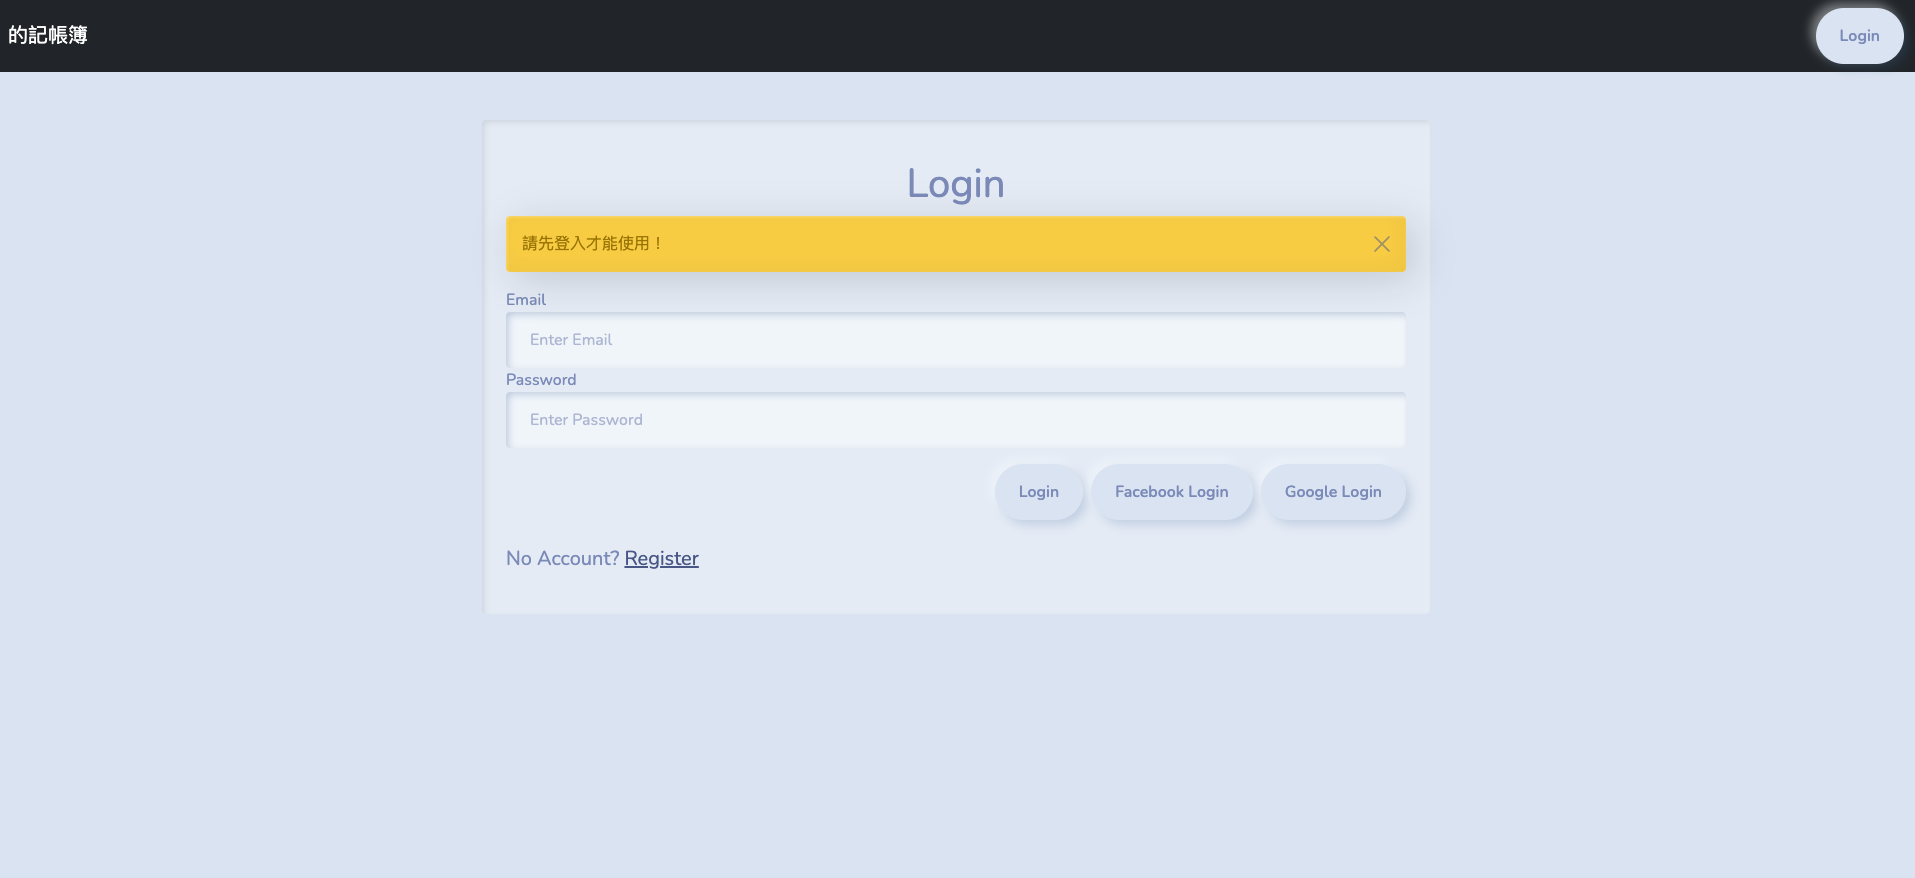 的記帳簿
Login
Login
請先登入才能使用！
Email
Enter Email
Password
Enter Password
Login
Facebook Login
Google Login
No Account? Register